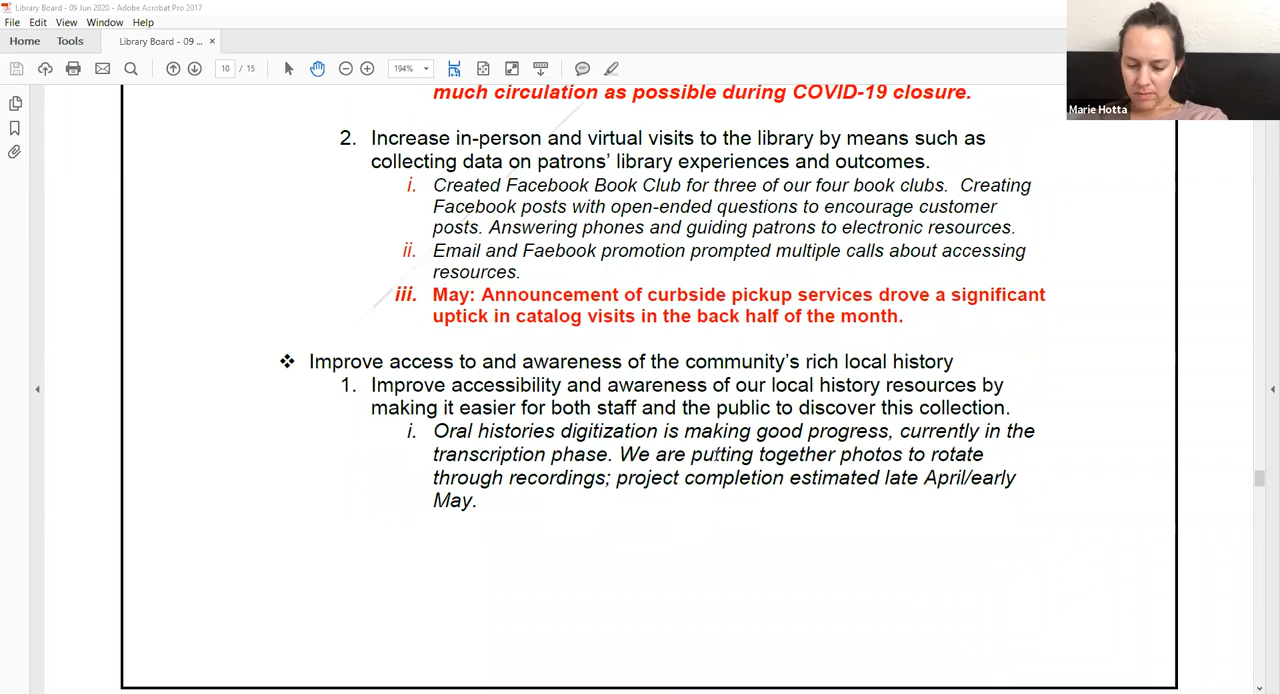 Library Board - 09 Jun 2020 - Adobe Acrobat Pro 2017
File Edit View Window Help
Home Tools Library Board - 09 ... ×
10 / 15 194%
Marie Hotta
much circulation as possible during COVID-19 closure.
2. Increase in-person and virtual visits to the library by means such as
collecting data on patrons' library experiences and outcomes.
i. Created Facebook Book Club for three of our four book clubs. Creating
Facebook posts with open-ended questions to encourage customer
posts. Answering phones and guiding patrons to electronic resources.
ii. Email and Faebook promotion prompted multiple calls about accessing
resources.
iii. May: Announcement of curbside pickup services drove a significant
uptick in catalog visits in the back half of the month.
❖ Improve access to and awareness of the community's rich local history
1. Improve accessibility and awareness of our local history resources by
making it easier for both staff and the public to discover this collection.
i. Oral histories digitization is making good progress, currently in the
transcription phase. We are putting together photos to rotate
through recordings; project completion estimated late April/early
May.